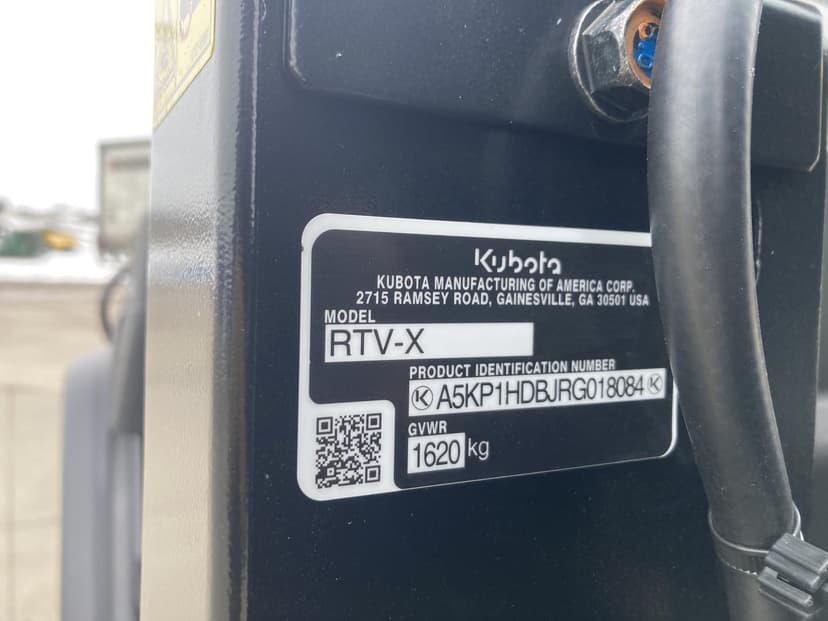 Kubota
KUBOTA MANUFACTURING OF AMERICA CORP.
2715 RAMSEY ROAD, GAINESVILLE, GA 30501 USA
MODEL
RTV-X
PRODUCT IDENTIFICATION NUMBER
K A5KP1HDBJRG018084 K
GVWR
1620 kg